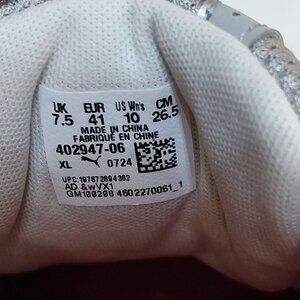 UK EUR US Wn's CM
7.5 41 10 26.5
MADE IN CHINA
FABRIQUÉ EN CHINE
402947-06
XL 0724
UPC:197672894362
AD &wVX1
GM100208 4602270061_1